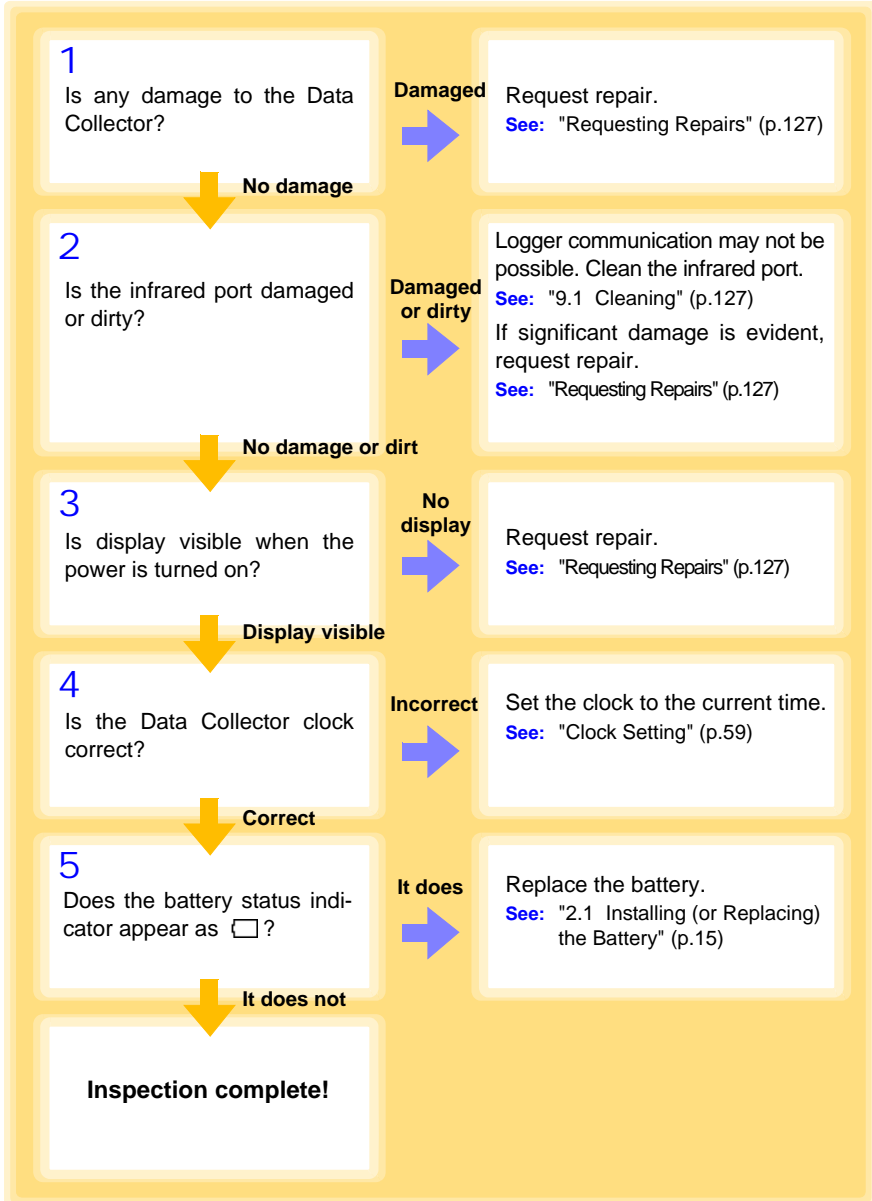 1
Is any damage to the Data
Collector?
Damaged
Request repair.
See: "Requesting Repairs" (p.127)
No damage
2
Is the infrared port damaged
or dirty?
Damaged
or dirty
Logger communication may not be
possible. Clean the infrared port.
See: "9.1 Cleaning" (p.127)
If significant damage is evident,
request repair.
See: "Requesting Repairs" (p.127)
No damage or dirt
3
Is display visible when the
power is turned on?
No
display
Request repair.
See: "Requesting Repairs" (p.127)
Display visible
4
Is the Data Collector clock
correct?
Incorrect
Set the clock to the current time.
See: "Clock Setting" (p.59)
Correct
5
Does the battery status indi-
cator appear as ?
It does
Replace the battery.
See: "2.1 Installing (or Replacing)
the Battery" (p.15)
It does not
Inspection complete!